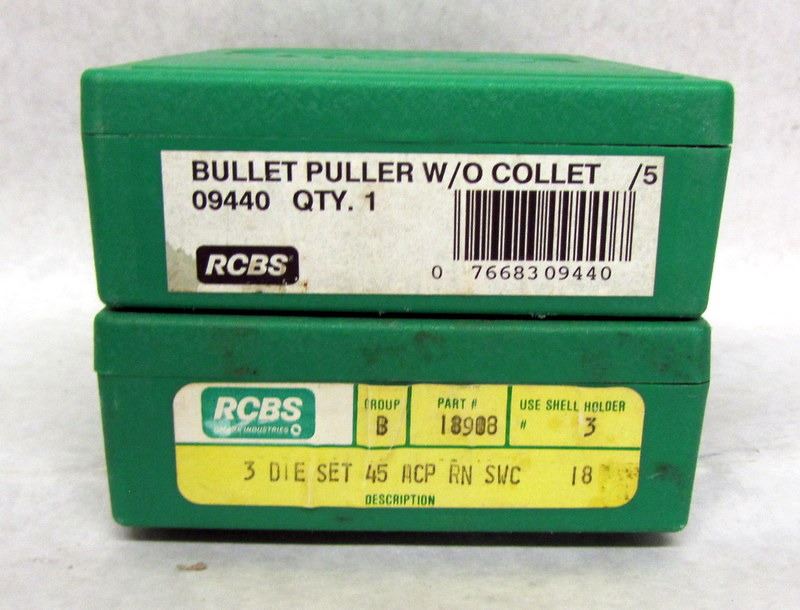 BULLET PULLER W/O COLLET /5
09440 QTY. 1
RCBS
0 76683 09440
RCBS
GROUP PART # USE SHELL HOLDER
B 18908 # 3
3 DIE SET 45 ACP RN SWC 18
DESCRIPTION